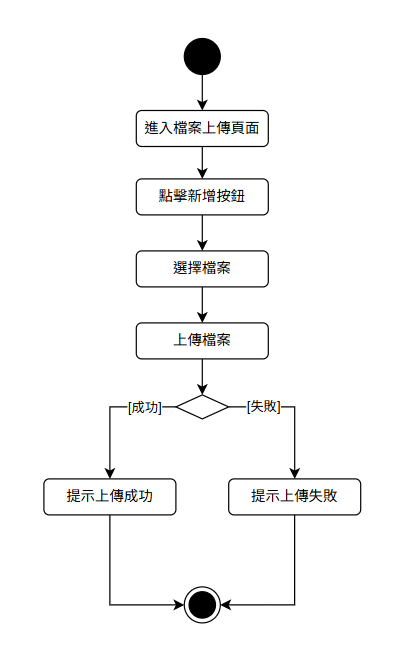 進入檔案上傳頁面
點擊新增按鈕
選擇檔案
上傳檔案
[成功]
[失敗]
提示上傳成功
提示上傳失敗